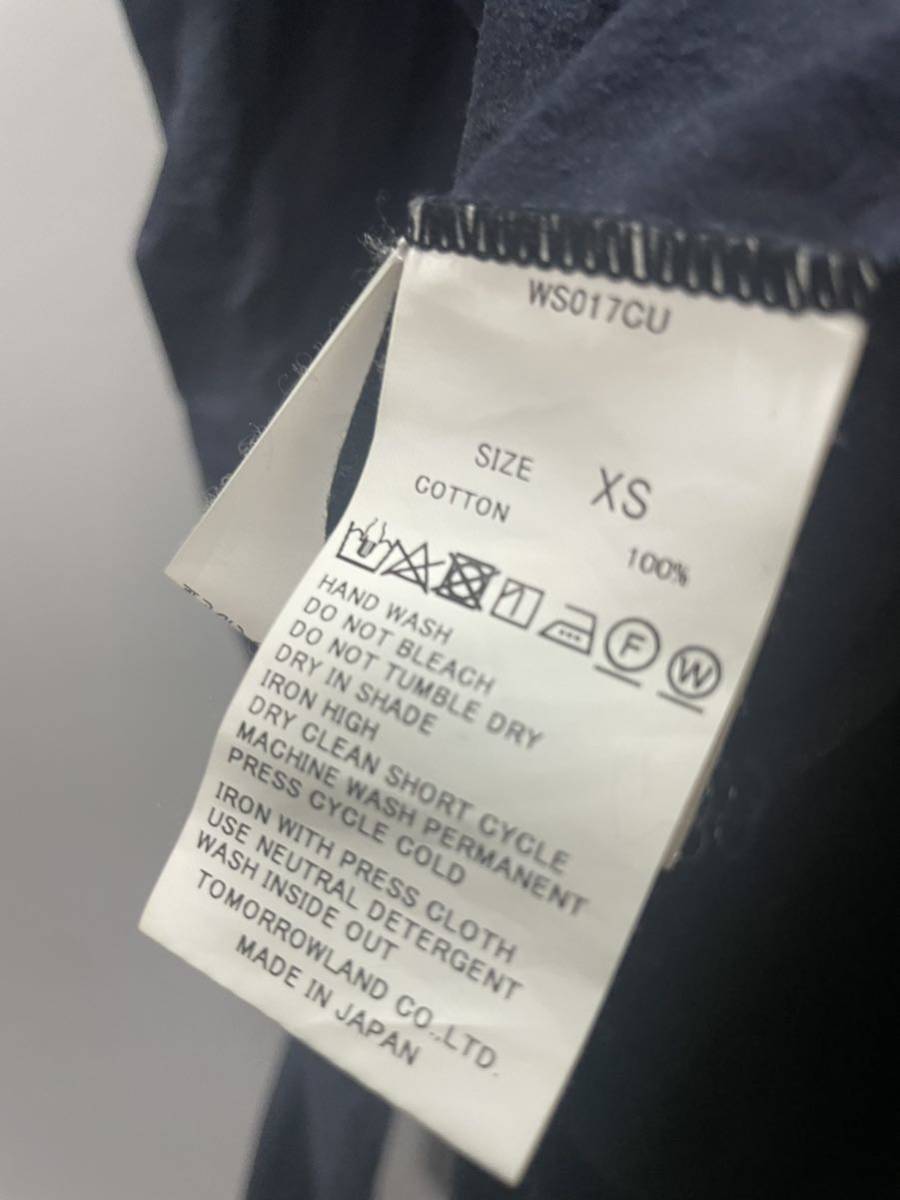 WS017CU
SIZE XS
COTTON 100%
F W
HAND WASH
DO NOT BLEACH
DO NOT TUMBLE DRY
DRY IN SHADE
IRON HIGH
DRY CLEAN SHORT CYCLE
MACHINE WASH PERMANENT
PRESS CYCLE COLD
IRON WITH PRESS CLOTH
USE NEUTRAL DETERGENT
WASH INSIDE OUT
TOMORROWLAND CO.,LTD.
MADE IN JAPAN